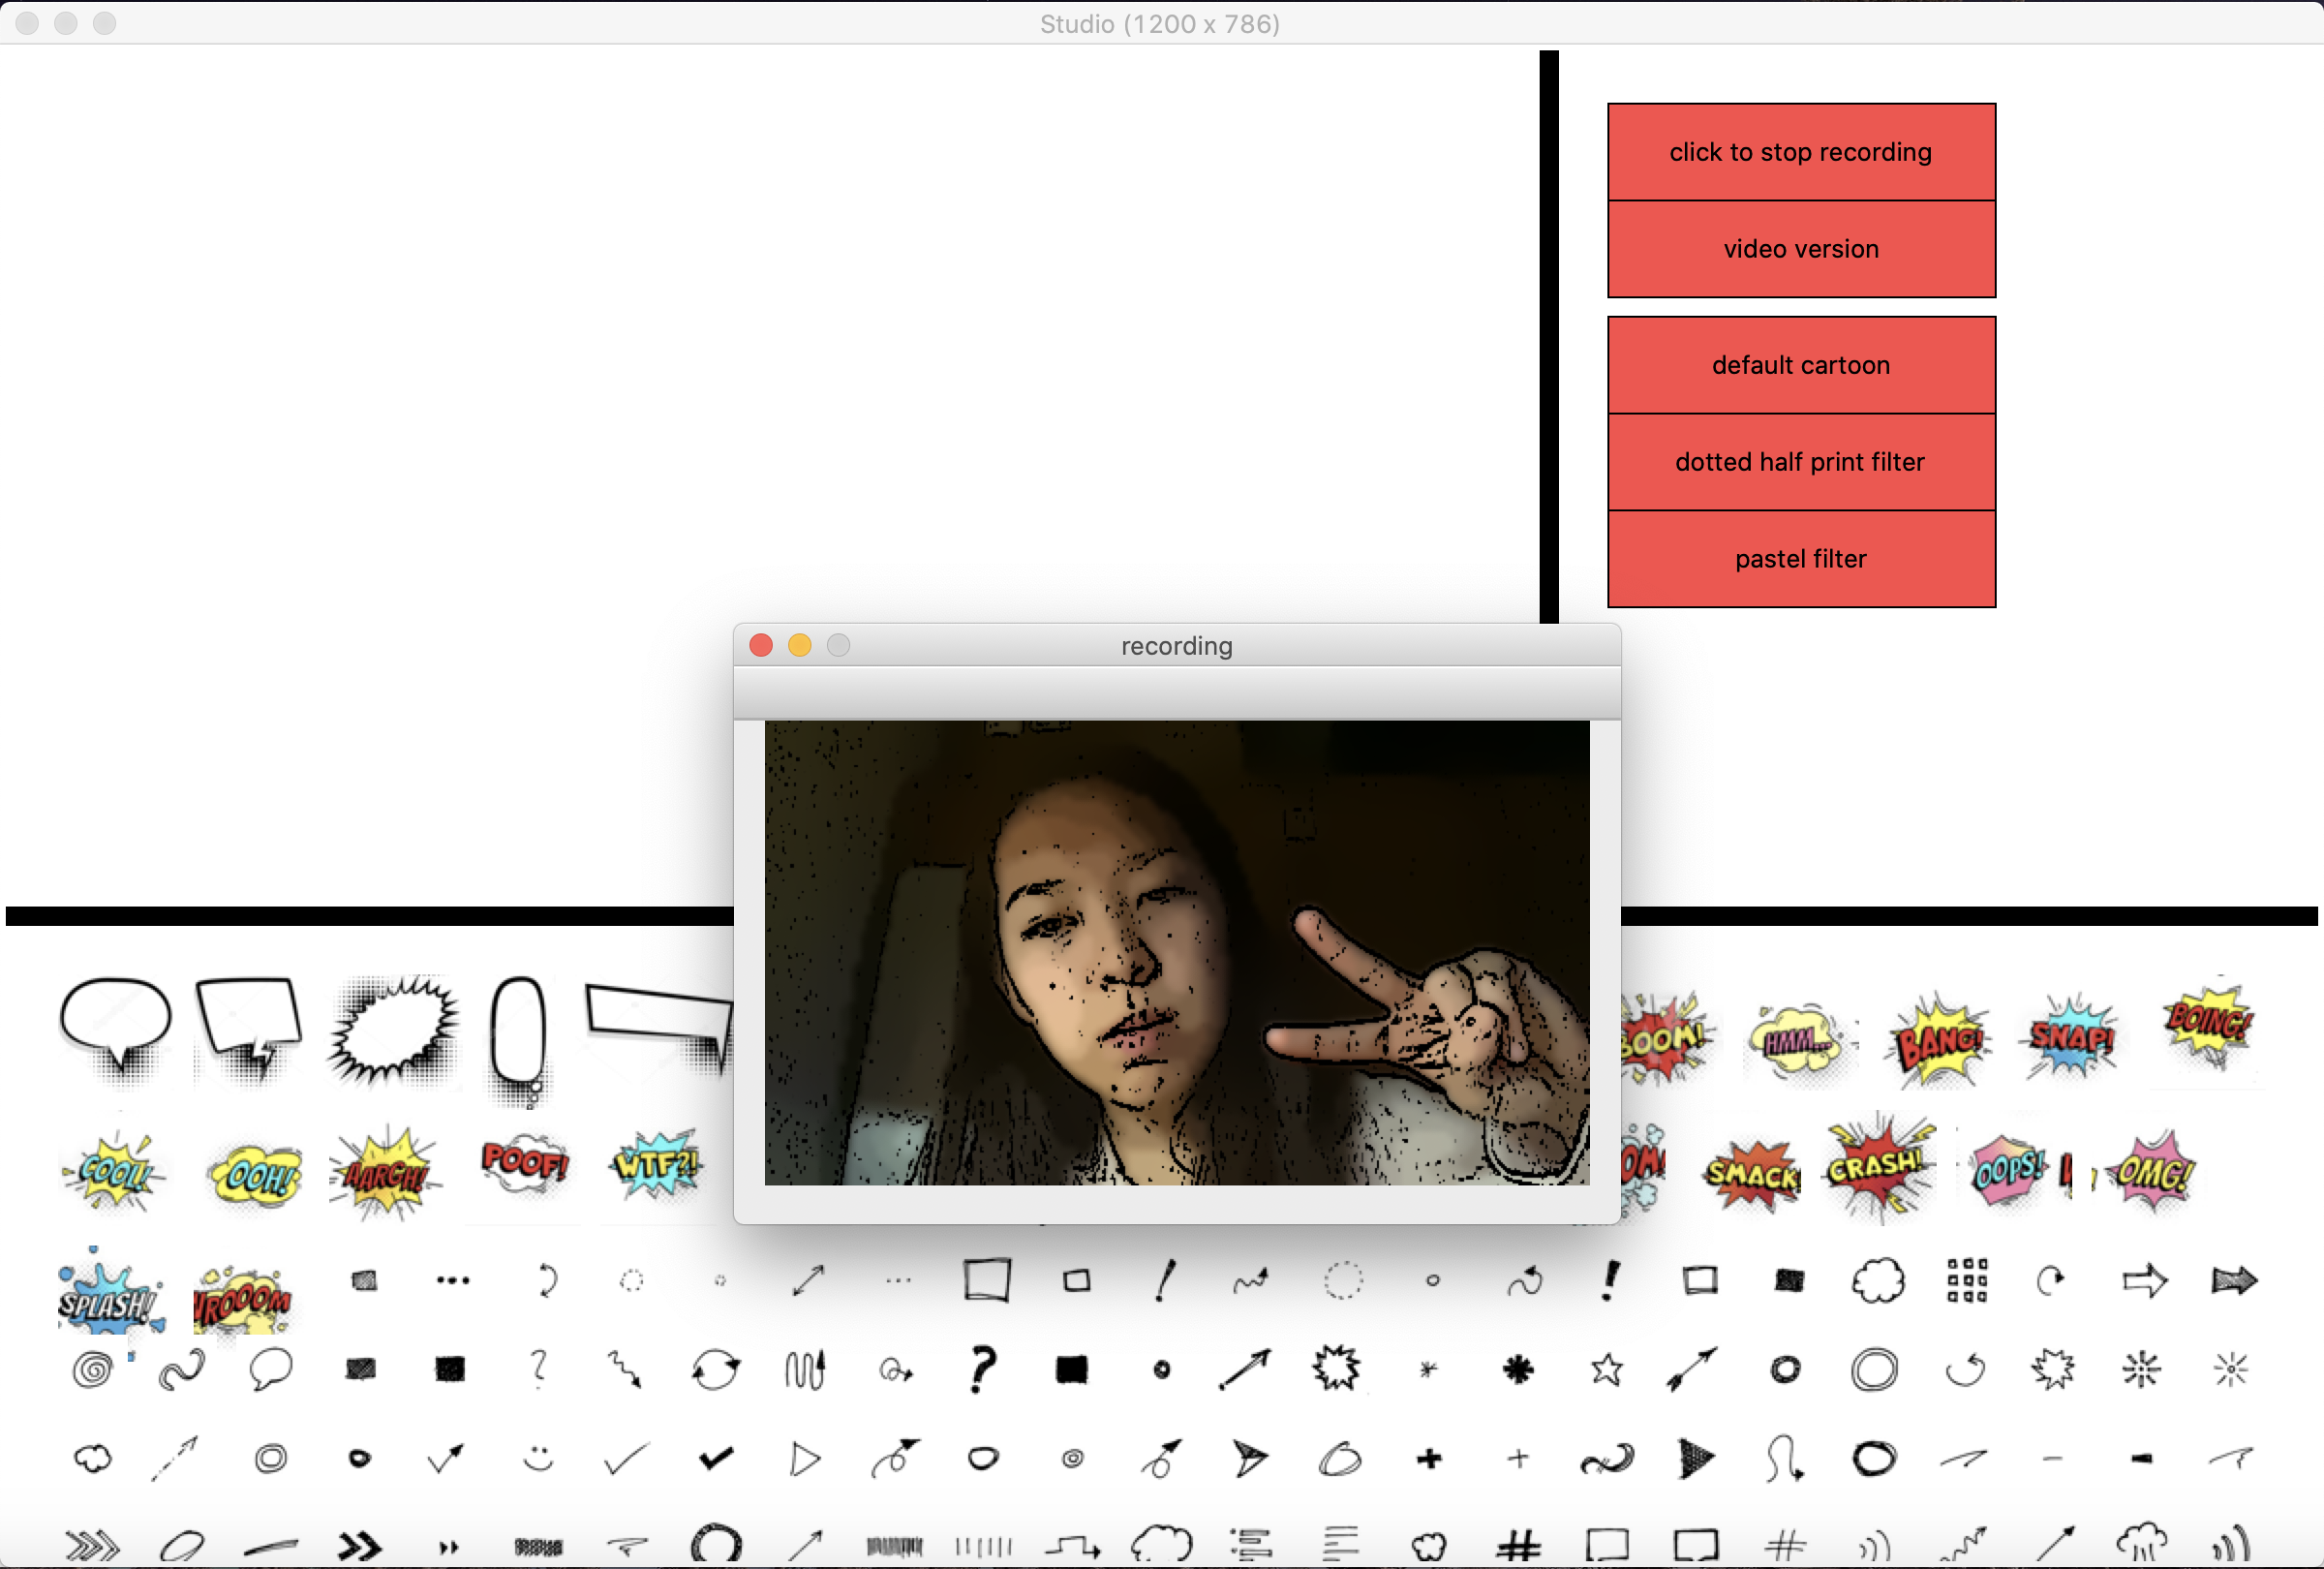 Studio (1200 x 786)
click to stop recording
video version
default cartoon
dotted half print filter
pastel filter
recording
BOOM!
HMM...
BANG!
SNAP!
BOING!
COOL!
OOH!
AARGH!
POOF!
WTF?!
OM!
SMACK
CRASH!
OOPS!
OMG!
SPLASH!
VROOOM